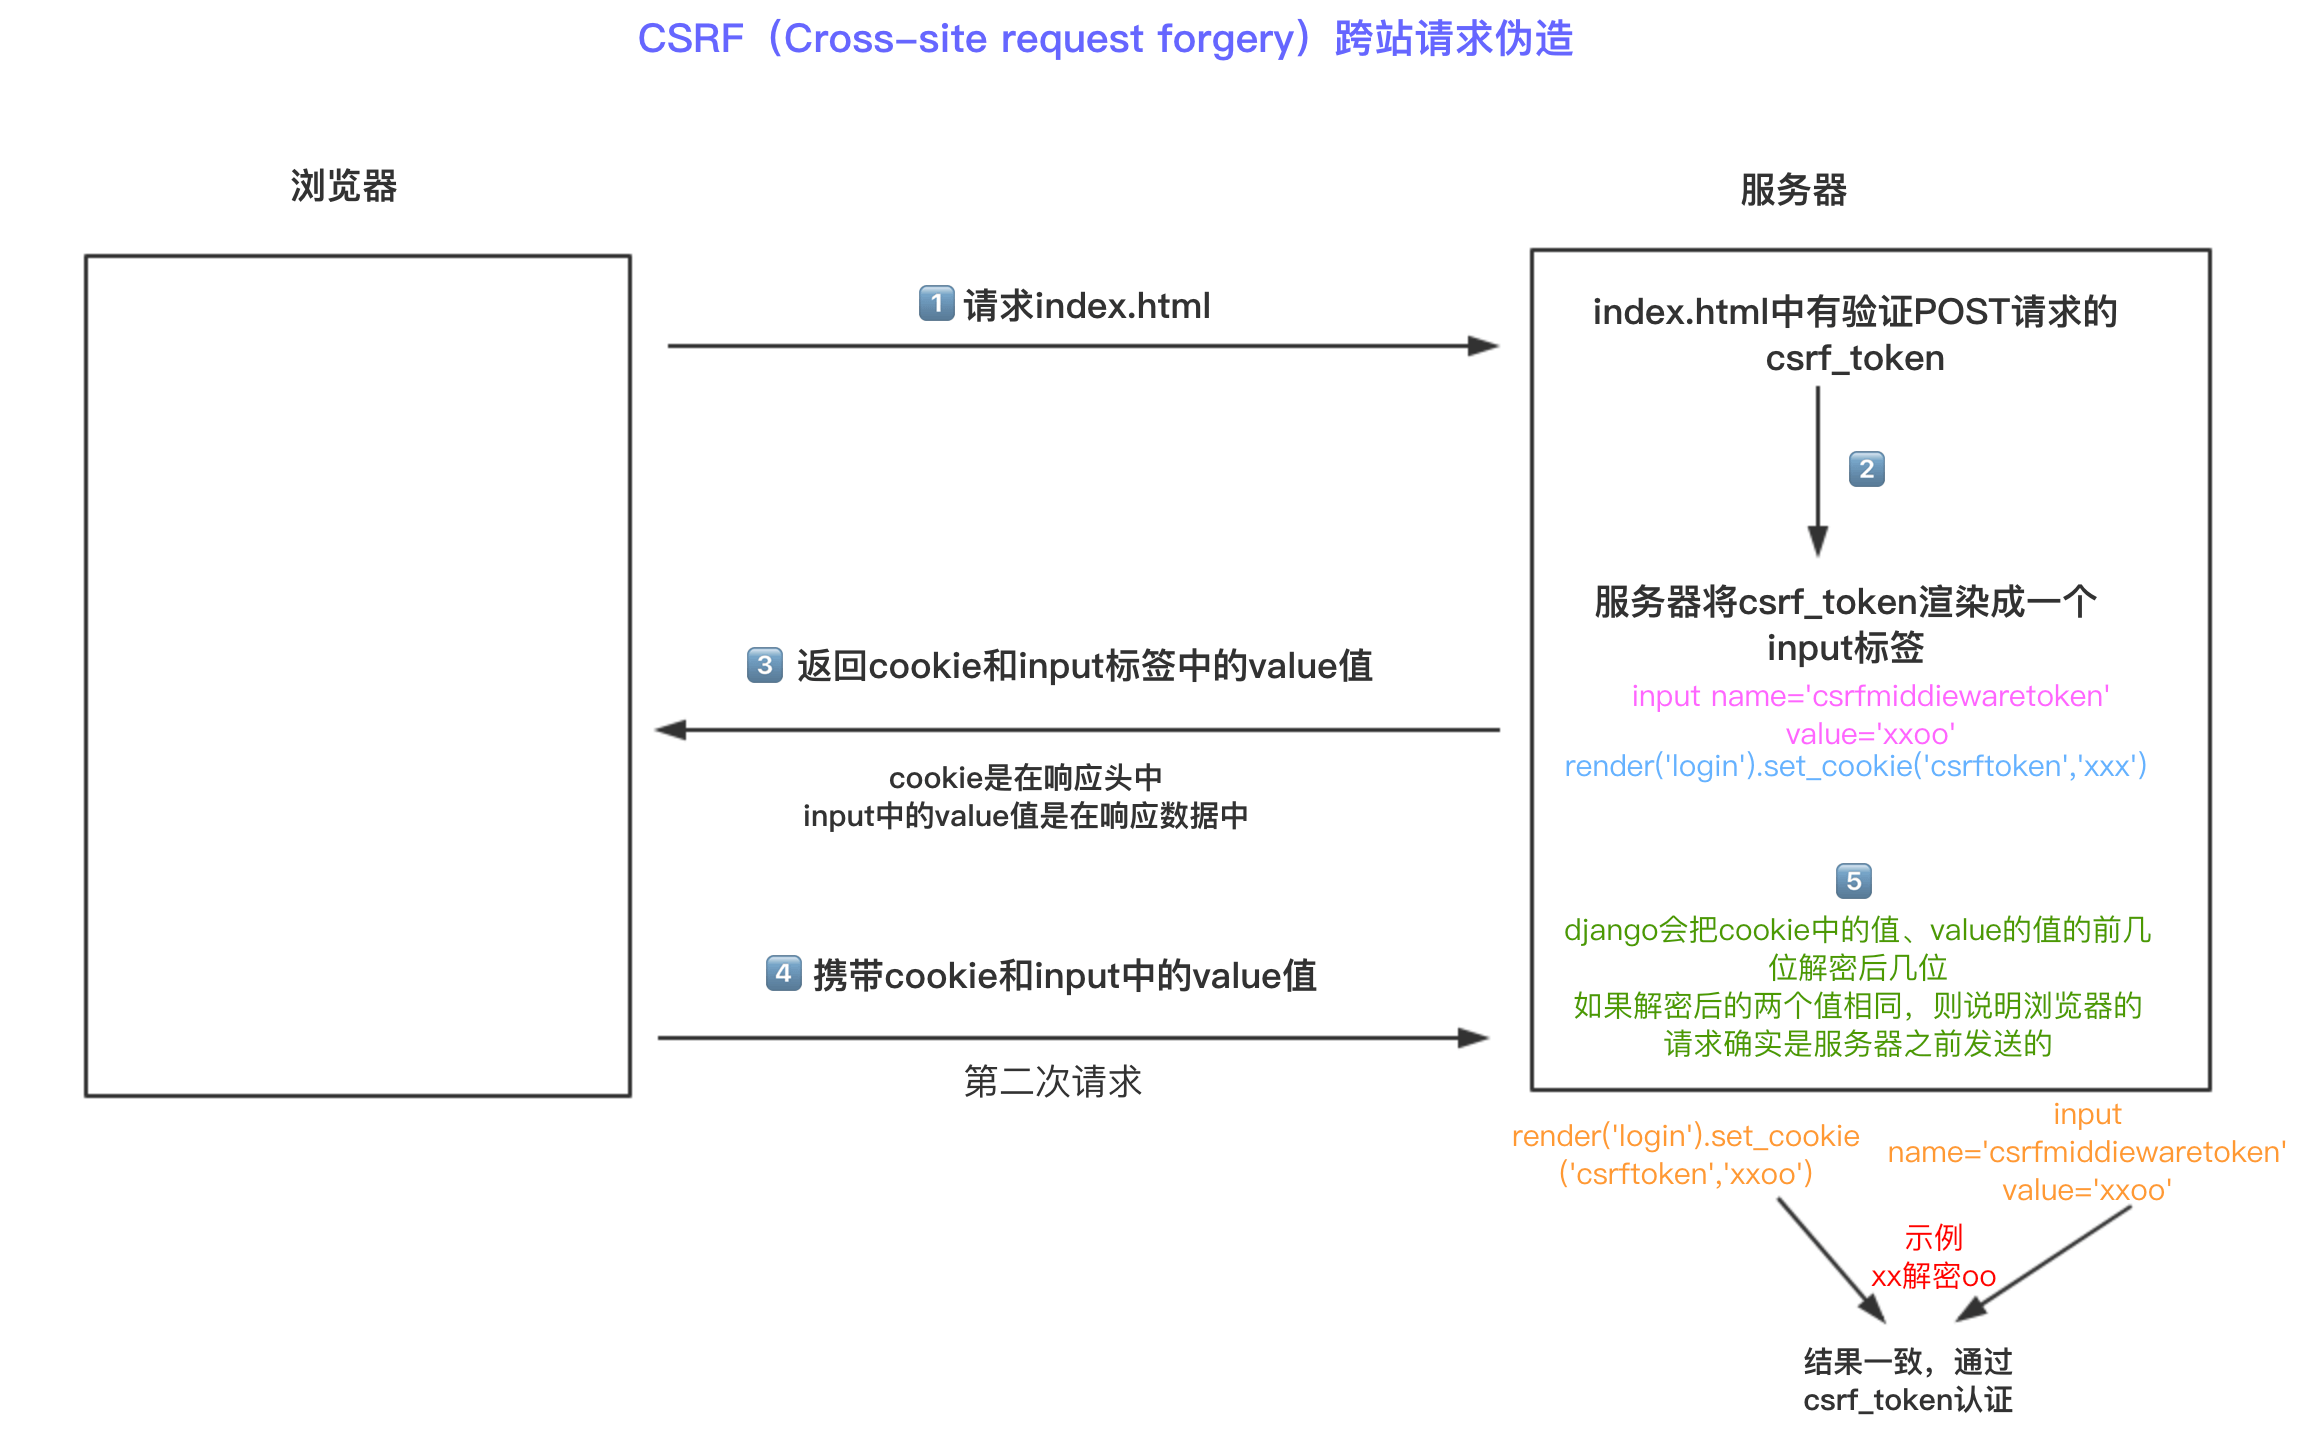 CSRF（Cross-site request forgery）跨站请求伪造
浏览器
服务器
1 请求index.html
index.html中有验证POST请求的
csrf_token
2
服务器将csrf_token渲染成一个
input标签
input name='csrfmiddiewaretoken'
value='xxoo'
render('login').set_cookie('csrftoken','xxx')
3 返回cookie和input标签中的value值
cookie是在响应头中
input中的value值是在响应数据中
4 携带cookie和input中的value值
第二次请求
5
django会把cookie中的值、value的值的前几
位解密后几位
如果解密后的两个值相同，则说明浏览器的
请求确实是服务器之前发送的
render('login').set_cookie
('csrftoken','xxoo')
input
name='csrfmiddiewaretoken'
value='xxoo'
示例
xx解密oo
结果一致，通过
csrf_token认证